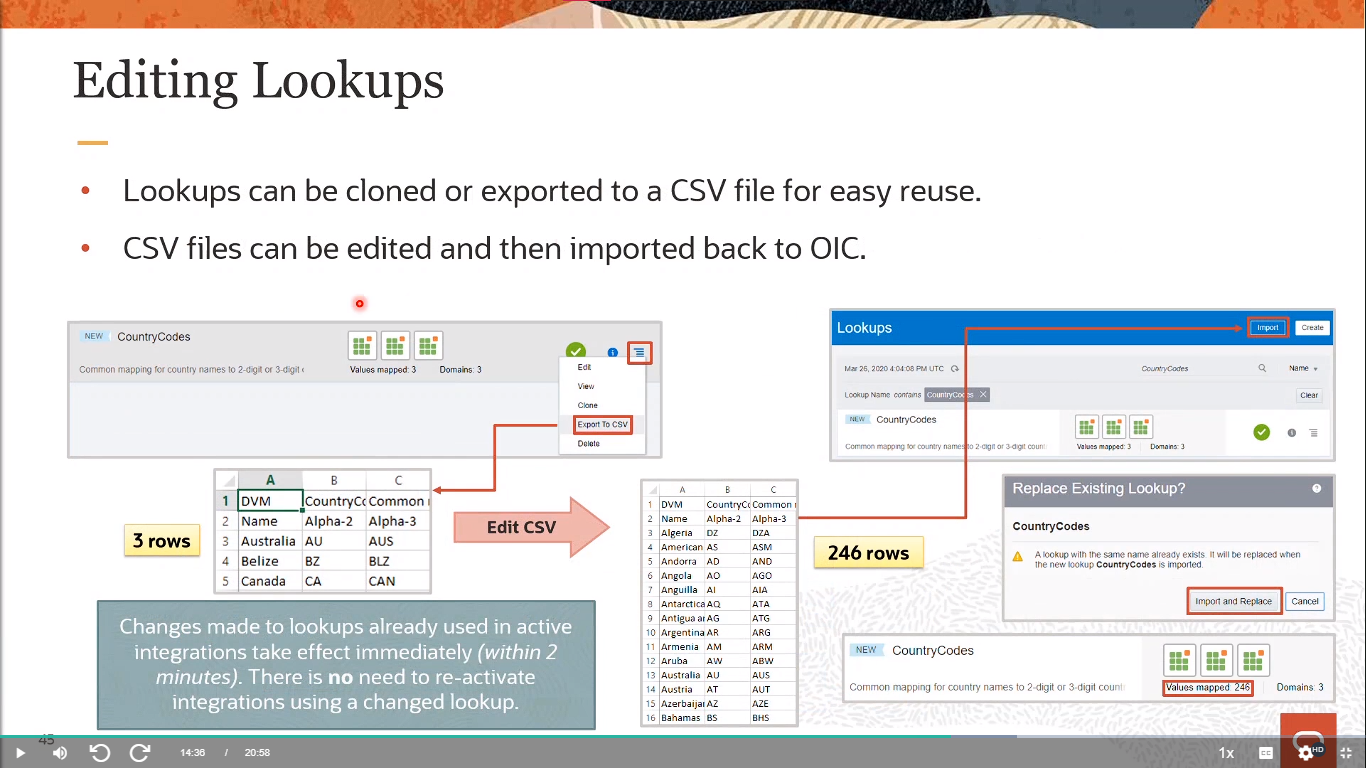 Editing Lookups
• Lookups can be cloned or exported to a CSV file for easy reuse.
• CSV files can be edited and then imported back to OIC.
NEW CountryCodes
Common mapping for country names to 2-digit or 3-digit
Values mapped: 3 Domains: 3
Edit
View
Clone
Export To CSV
Delete
3 rows
A B C
1 DVM CountryCo Common
2 Name Alpha-2 Alpha-3
3 Australia AU AUS
4 Belize BZ BLZ
5 Canada CA CAN
Edit CSV
A B C
1 DVM CountryCo Common
2 Name Alpha-2 Alpha-3
3 Algeria DZ DZA
4 American AS ASM
5 Andorra AD AND
6 Angola AO AGO
7 Anguilla AI AIA
8 Antarctica AQ ATA
9 Antigua an AG ATG
10 Argentina AR ARG
11 Armenia AM ARM
12 Aruba AW ABW
13 Australia AU AUS
14 Austria AT AUT
15 Azerbaijan AZ AZE
16 Bahamas BS BHS
246 rows
Lookups Import Create
Mar 26, 2020 4:04:08 PM UTC CountryCodes Name
Lookup Name contains CountryCodes X Clear
NEW CountryCodes
Common mapping for country names to 2-digit or 3-digit count
Values mapped: 3 Domains: 3
Replace Existing Lookup? ?
CountryCodes
A lookup with the same name already exists. It will be replaced when
the new lookup CountryCodes is imported.
Import and Replace Cancel
NEW CountryCodes
Common mapping for country names to 2-digit or 3-digit count
Values mapped: 246 Domains: 3
Changes made to lookups already used in active
integrations take effect immediately (within 2
minutes). There is no need to re-activate
integrations using a changed lookup.
45
14:36 / 20:58 1x CC HD